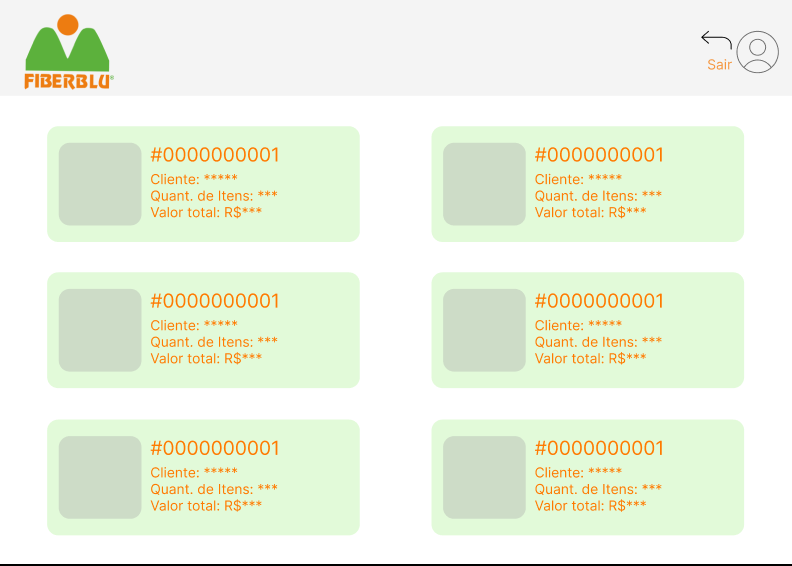 FIBERBLU®
Sair
#0000000001
Cliente: *****
Quant. de Itens: ***
Valor total: R$***
#0000000001
Cliente: *****
Quant. de Itens: ***
Valor total: R$***
#0000000001
Cliente: *****
Quant. de Itens: ***
Valor total: R$***
#0000000001
Cliente: *****
Quant. de Itens: ***
Valor total: R$***
#0000000001
Cliente: *****
Quant. de Itens: ***
Valor total: R$***
#0000000001
Cliente: *****
Quant. de Itens: ***
Valor total: R$***